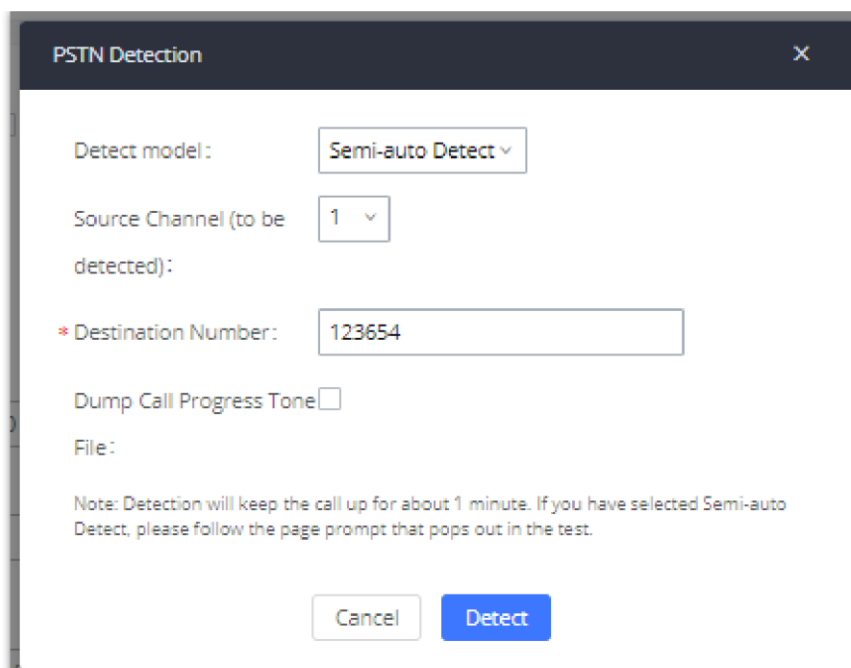 PSTN Detection
Detect model:
Semi-auto Detect
Source Channel (to be
detected):
1
* Destination Number:
123654
Dump Call Progress Tone
File:
Note: Detection will keep the call up for about 1 minute. If you have selected Semi-auto
Detect, please follow the page prompt that pops out in the test.
Cancel
Detect